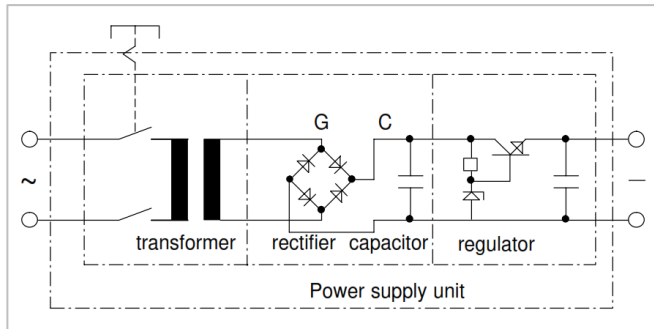 G C
~
—
transformer rectifier capacitor regulator
Power supply unit